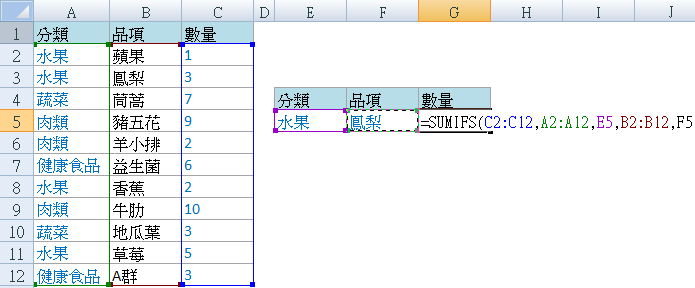 A B C D E F G H I J
1 分類 品項 數量
2 水果 蘋果 1
3 水果 鳳梨 3
4 蔬菜 茼蒿 7 分類 品項 數量
5 肉類 豬五花 9 水果 鳳梨 =SUMIFS(C2:C12,A2:A12,E5,B2:B12,F5
6 肉類 羊小排 2
7 健康食品 益生菌 6
8 水果 香蕉 2
9 肉類 牛肋 10
10 蔬菜 地瓜葉 3
11 水果 草莓 5
12 健康食品 A群 3